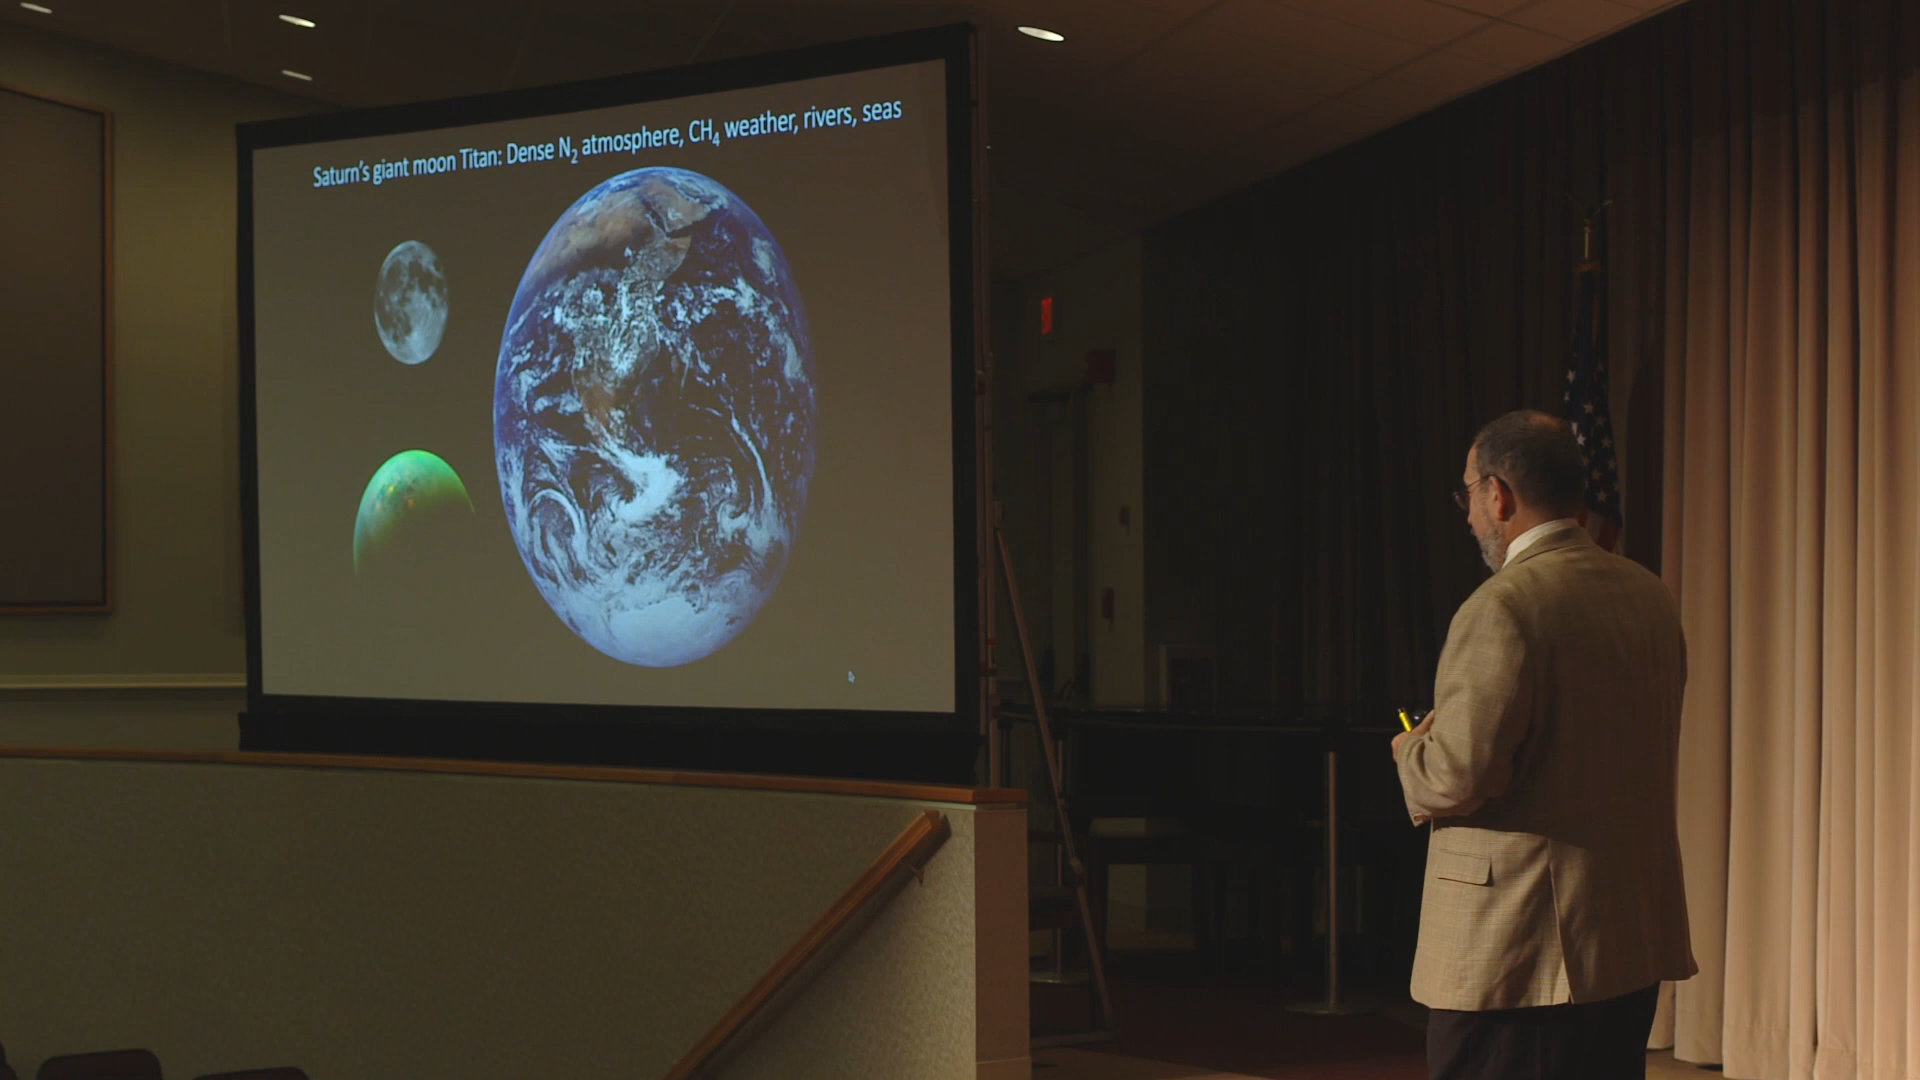 Saturn's giant moon Titan: Dense N₂ atmosphere, CH₄ weather, rivers, seas